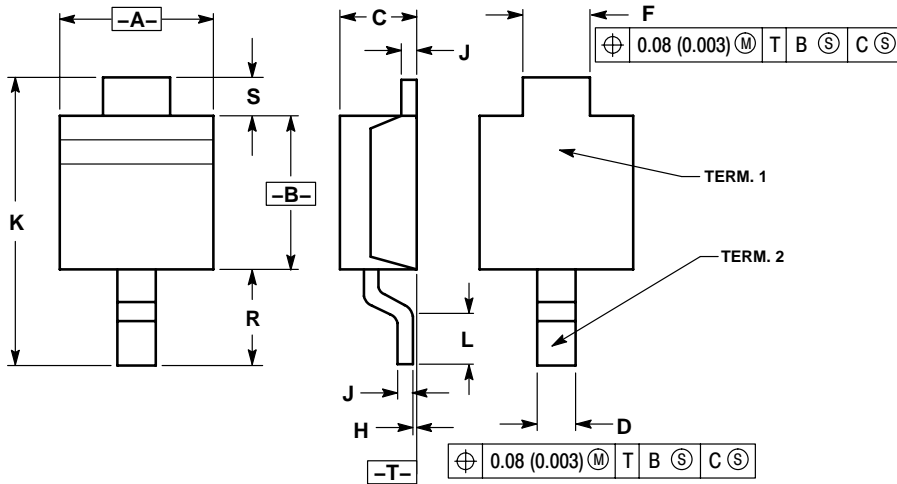 –A–
C
F
⌖ 0.08 (0.003) Ⓜ T B Ⓢ C Ⓢ
J
S
TERM. 1
–B–
K
TERM. 2
R
L
J
D
H
⌖ 0.08 (0.003) Ⓜ T B Ⓢ C Ⓢ
–T–